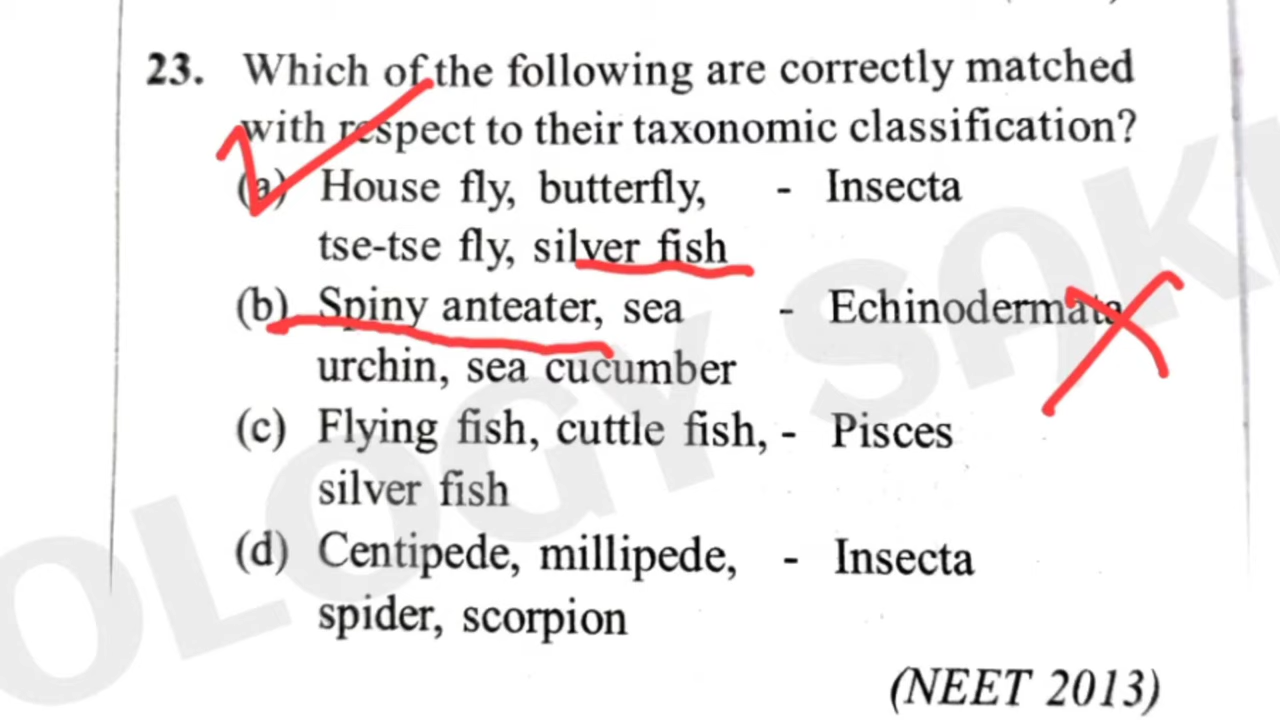 23. Which of the following are correctly matched
with respect to their taxonomic classification?
(a) House fly, butterfly, - Insecta
tse-tse fly, silver fish
(b) Spiny anteater, sea - Echinodermata
urchin, sea cucumber
(c) Flying fish, cuttle fish, - Pisces
silver fish
(d) Centipede, millipede, - Insecta
spider, scorpion
(NEET 2013)
OLOGY SAK